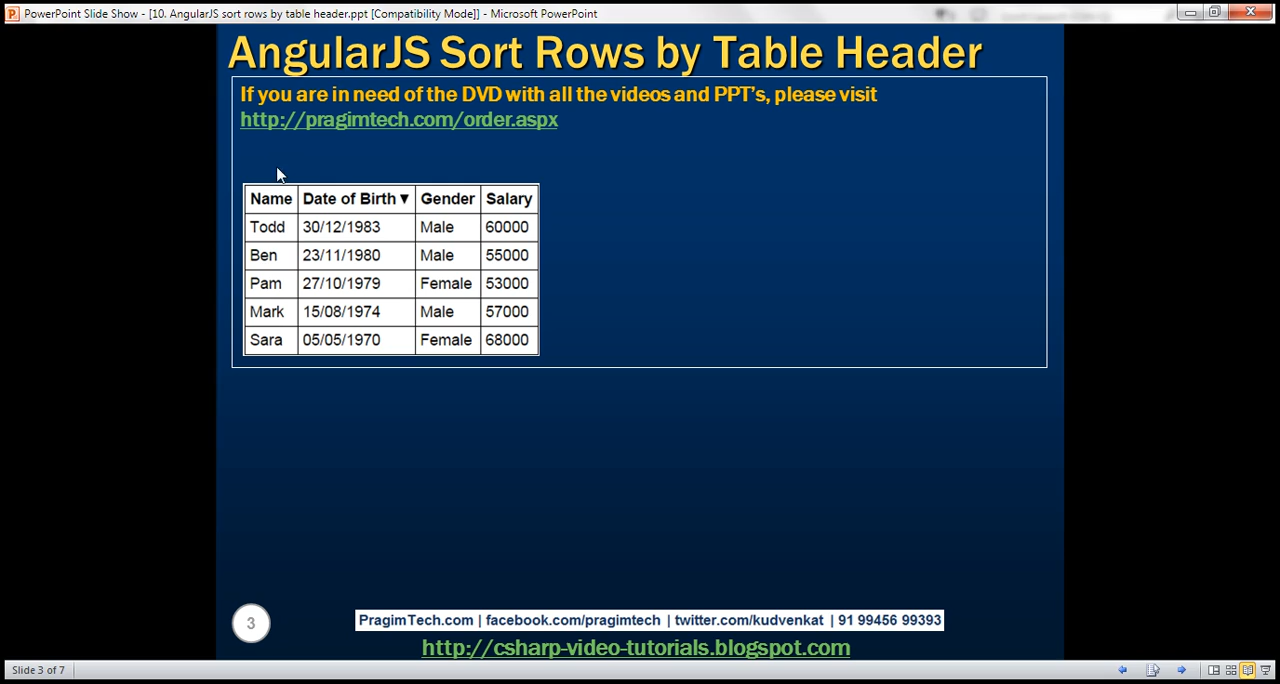 PowerPoint Slide Show - [10. AngularJS sort rows by table header.ppt [Compatibility Mode]] - Microsoft PowerPoint
AngularJS Sort Rows by Table Header
If you are in need of the DVD with all the videos and PPT's, please visit
http://pragimtech.com/order.aspx
Name Date of Birth ▼ Gender Salary
Todd 30/12/1983 Male 60000
Ben 23/11/1980 Male 55000
Pam 27/10/1979 Female 53000
Mark 15/08/1974 Male 57000
Sara 05/05/1970 Female 68000
3
PragimTech.com | facebook.com/pragimtech | twitter.com/kudvenkat | 91 99456 99393
http://csharp-video-tutorials.blogspot.com
Slide 3 of 7